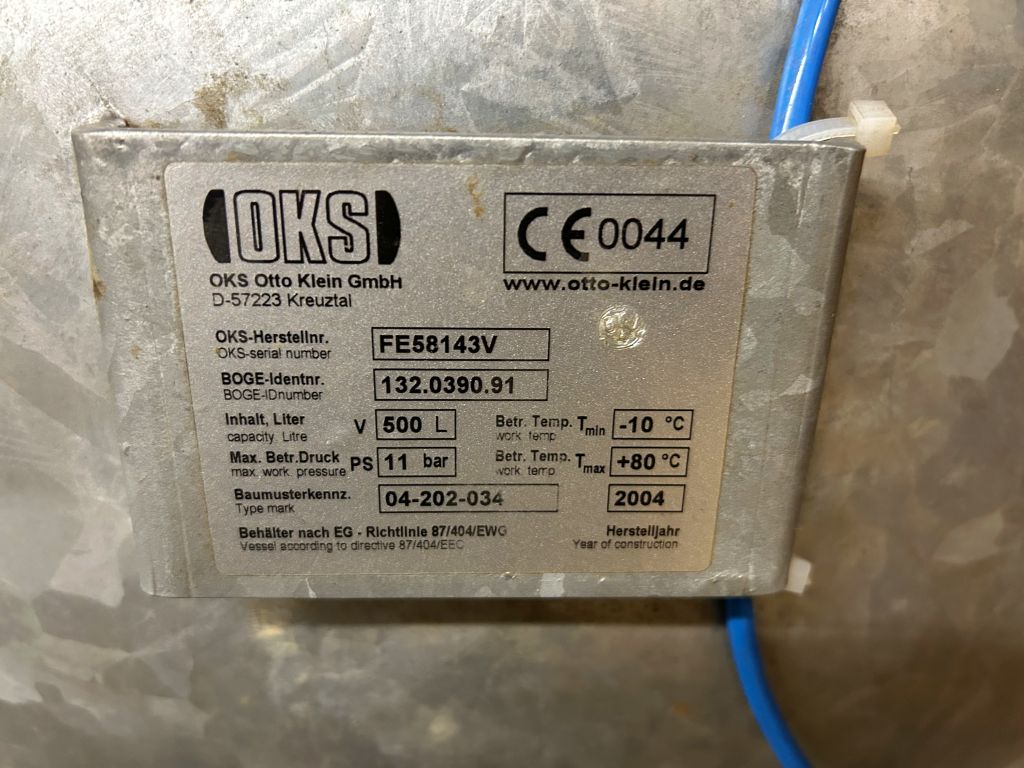 OKS
CE 0044
OKS Otto Klein GmbH
D-57223 Kreuztal
www.otto-klein.de
OKS-Herstellnr. FE58143V
OKS-serial number
BOGE-Identnr. 132.0390.91
BOGE-IDnumber
Inhalt, Liter V 500 L Betr. Temp. Tmin -10 °C
capacity, Litre work temp
Max. Betr.Druck PS 11 bar Betr. Temp. Tmax +80 °C
max. work. pressure work. temp
Baumusterkennz. 04-202-034 2004
Type mark
Behälter nach EG - Richtlinie 87/404/EWG Herstelljahr
Vessel according to directive 87/404/EEC Year of construction